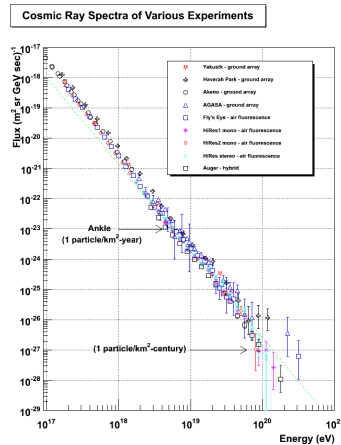 Cosmic Ray Spectra of Various Experiments
Flux (m² sr GeV sec)⁻¹
10⁻¹⁷
10⁻¹⁸
10⁻¹⁹
10⁻²⁰
10⁻²¹
10⁻²²
10⁻²³
10⁻²⁴
10⁻²⁵
10⁻²⁶
10⁻²⁷
10⁻²⁸
10⁻²⁹
Yakustk - ground array
Haverah Park - ground array
Akeno - ground array
AGASA - ground array
Fly's Eye - air fluorescence
HiRes1 mono - air fluorescence
HiRes2 mono - air fluorescence
HiRes stereo - air fluorescence
Auger - hybrid
Ankle
(1 particle/km²-year)
(1 particle/km²-century)
10¹⁷
10¹⁸
10¹⁹
10²⁰
10²
Energy (eV)